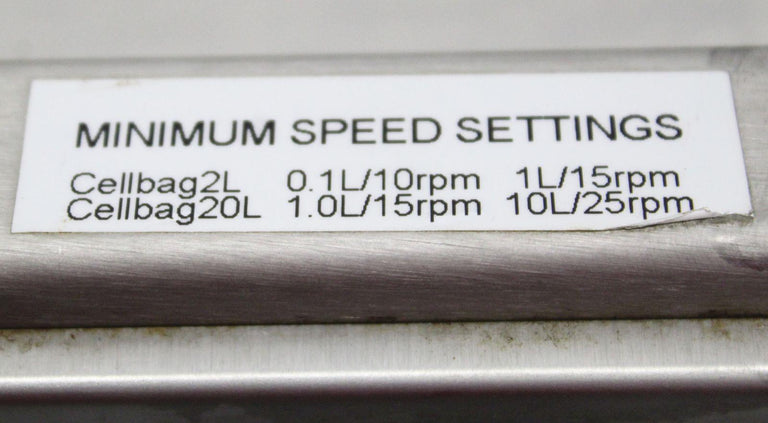 MINIMUM SPEED SETTINGS
Cellbag2L 0.1L/10rpm 1L/15rpm
Cellbag20L 1.0L/15rpm 10L/25rpm